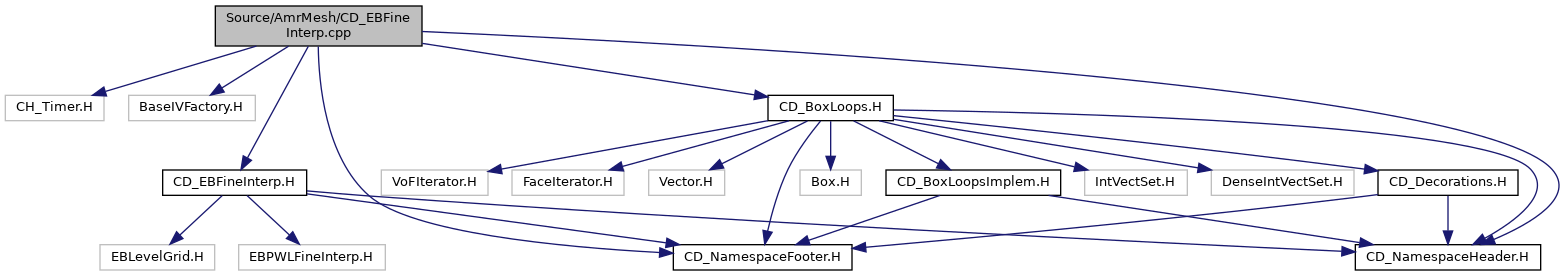 Source/AmrMesh/CD_EBFine
Interp.cpp
CH_Timer.H
BaseIVFactory.H
CD_BoxLoops.H
CD_EBFineInterp.H
VoFIterator.H
FaceIterator.H
Vector.H
Box.H
CD_BoxLoopsImplem.H
IntVectSet.H
DenseIntVectSet.H
CD_Decorations.H
EBLevelGrid.H
EBPWLFineInterp.H
CD_NamespaceFooter.H
CD_NamespaceHeader.H